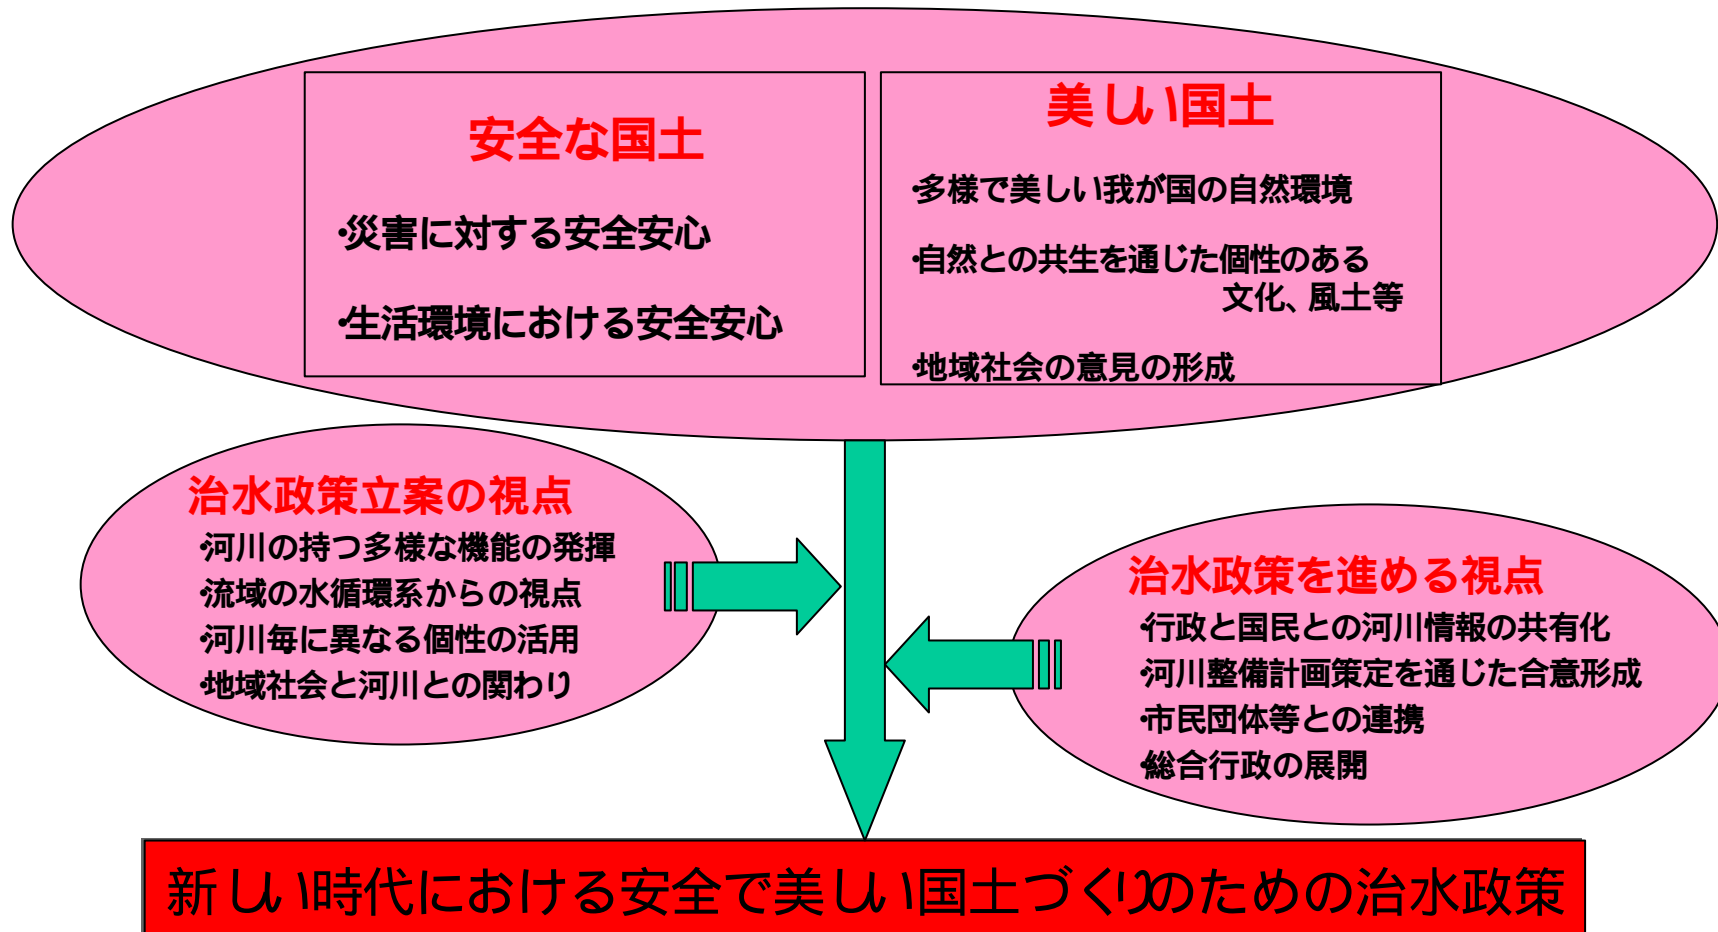 安全な国土
・災害に対する安全安心
・生活環境における安全安心
美しい国土
・多様で美しい我が国の自然環境
・自然との共生を通じた個性のある
文化、風土等
・地域社会の意見の形成
治水政策立案の視点
・河川の持つ多様な機能の発揮
・流域の水循環系からの視点
・河川毎に異なる個性の活用
・地域社会と河川との関わり
治水政策を進める視点
・行政と国民との河川情報の共有化
・河川整備計画策定を通じた合意形成
・市民団体等との連携
・総合行政の展開
新しい時代における安全で美しい国土づくりのための治水政策